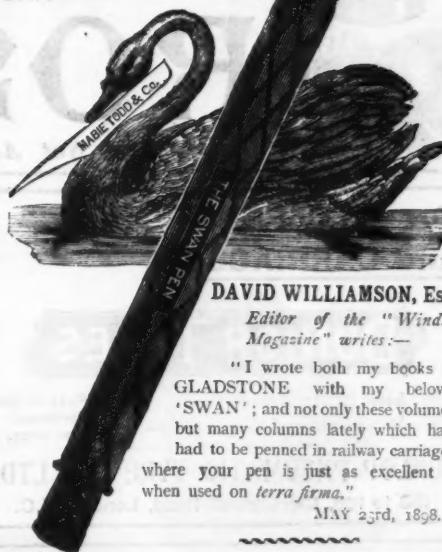 MABIE TODD & Co.
THE SWAN PEN
DAVID WILLIAMSON, Es
Editor of the "Wind
Magazine" writes:—
"I wrote both my books
GLADSTONE with my below
'SWAN'; and not only these volume
but many columns lately which ha
had to be penned in railway carriage
where your pen is just as excellent
when used on terra firma."
MAY 23rd, 1898.